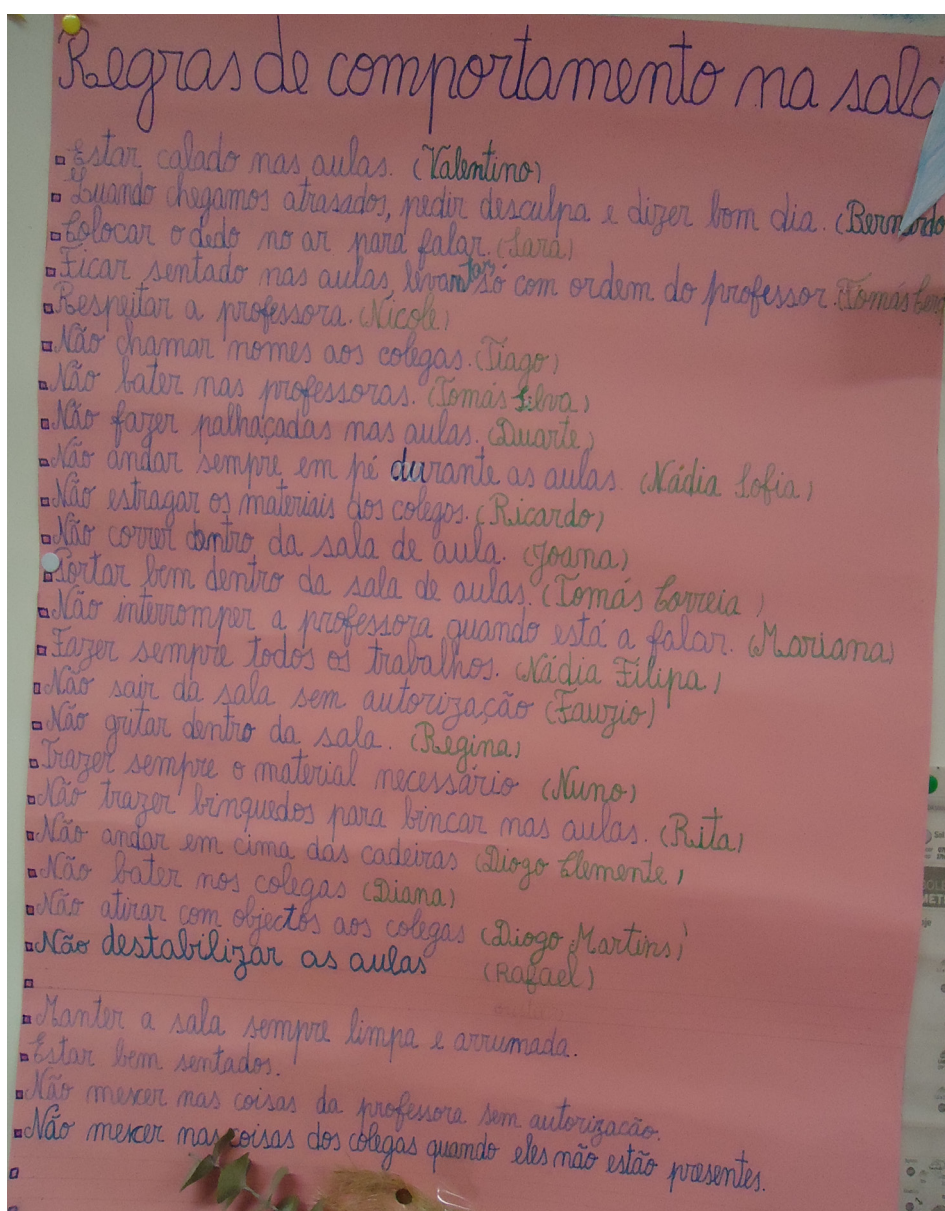 Regras de comportamento na sala
Estar calado nas aulas. (Valentino)
Quando chegamos atrasados, pedir desculpa e dizer bom dia. (Bernardo
Colocar o dedo no ar para falar. (Sara)
Ficar sentado nas aulas, levantar só com ordem do professor. (Tomás
Respeitar a professora. (Nicole)
Não chamar nomes aos colegas. (Tiago)
Não bater nas professoras. (Tomás Silva)
Não fazer palhaçadas nas aulas. (Duarte)
Não andar sempre em pé durante as aulas. (Nádia Sofia)
Não estragar os materiais dos colegos. (Ricardo)
Não correr dentro da sala de aula. (Joana)
Portar bem dentro da sala de aulas. (Tomás Correia)
Não interromper a professora quando está a falar. (Mariana)
Fazer sempre todos os trabalhos. (Nádia Filipa)
Não sair da sala sem autorização (Fauzio)
Não gritar dentro da sala. (Regina)
Trazer sempre o material necessário (Nuno)
Não trazer brinquedos para bincar nas aulas. (Rita)
Não andar em cima das cadeiras (Diogo Clemente)
Não bater nos colegas (Diana)
Não atirar com objectos aos colegas (Diogo Martins)
Não destabilizar as aulas (Rafael)
Manter a sala sempre limpa e arrumada.
Estar bem sentados.
Não mexer nas coisas da professora sem autorizacão.
Não mexer nas coisas dos colegas quando eles não estão presentes.